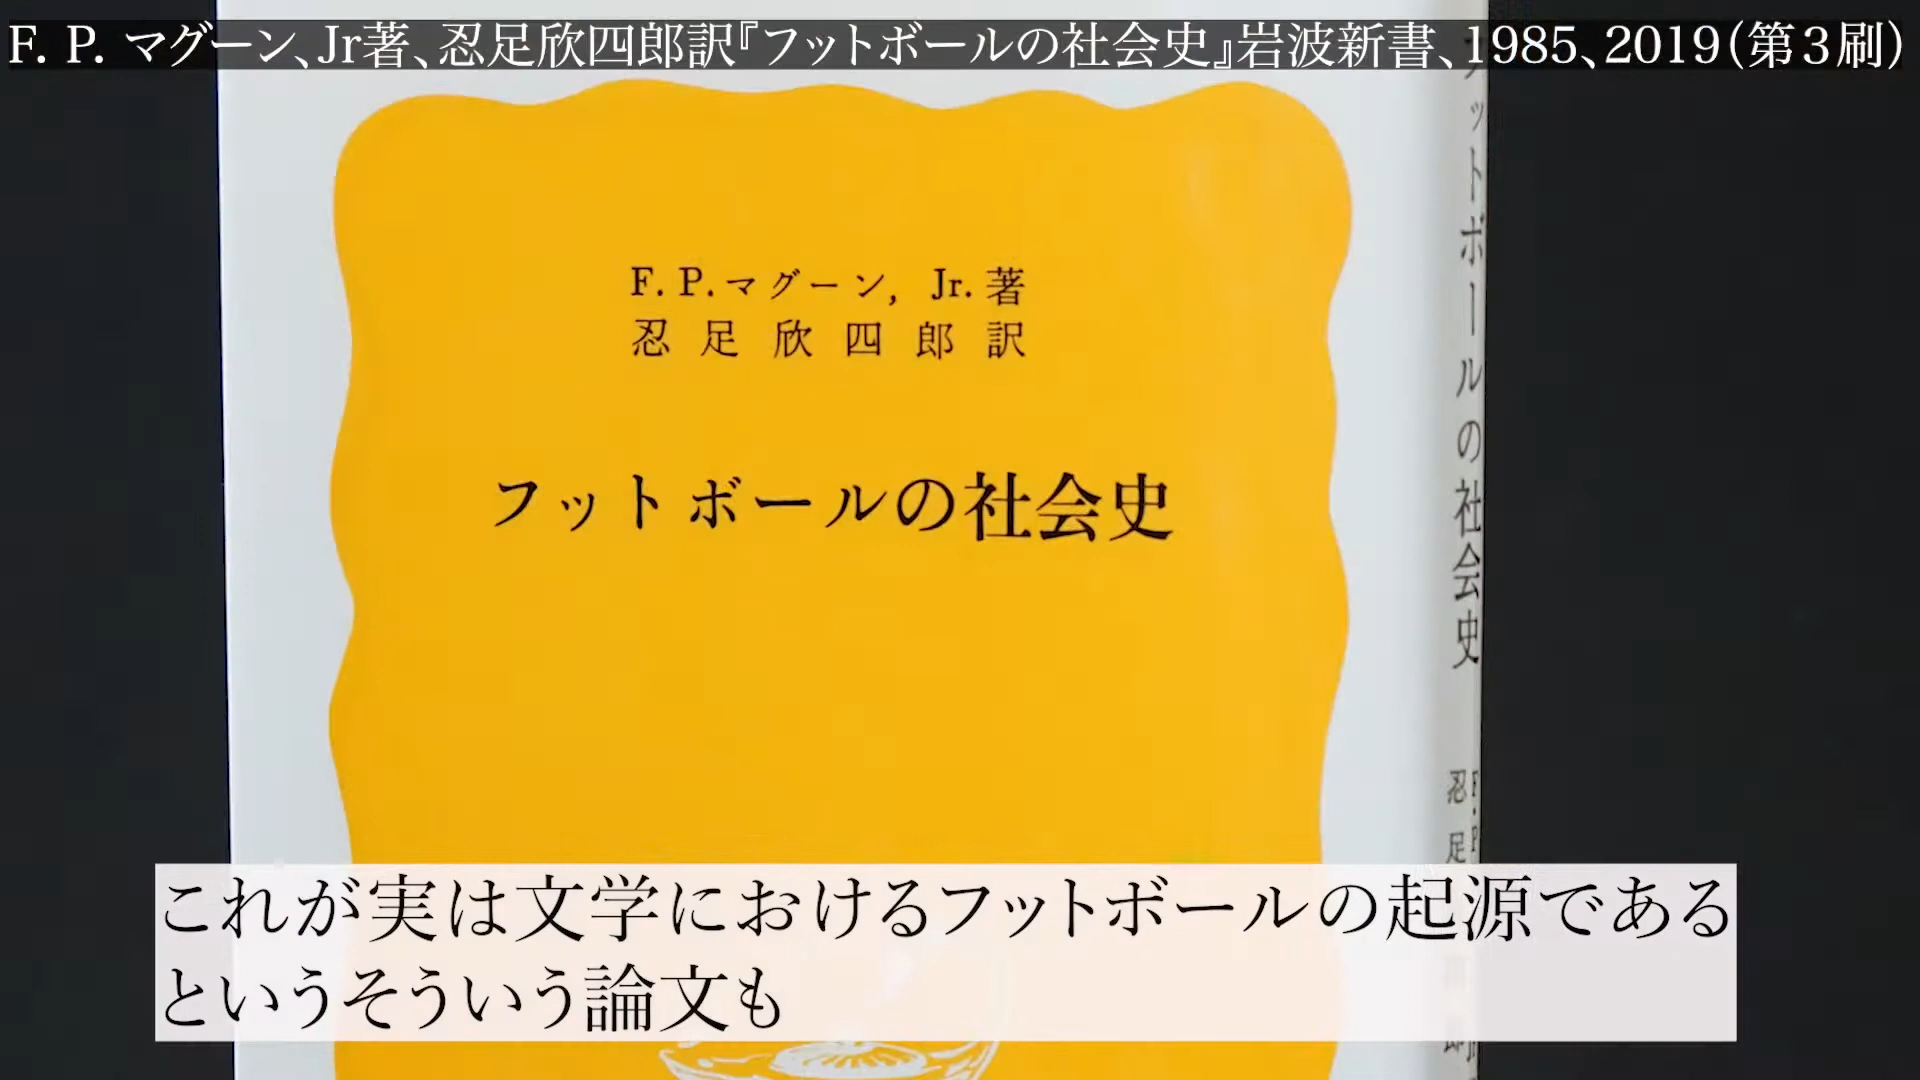 F. P. マグーン、Jr著、忍足欣四郎訳『フットボールの社会史』岩波新書、1985、2019（第３刷）
F. P. マグーン, Jr. 著
忍足欣四郎訳
フットボールの社会史
フットボールの社会史
F. P.
忍足
これが実は文学におけるフットボールの起源である
というそういう論文も